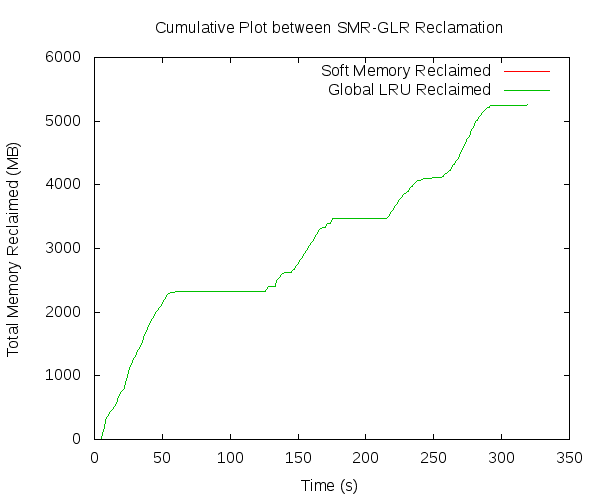 Cumulative Plot between SMR-GLR Reclamation
6000
5000
4000
3000
2000
1000
0
Total Memory Reclaimed (MB)
Soft Memory Reclaimed
Global LRU Reclaimed
0 50 100 150 200 250 300 350
Time (s)